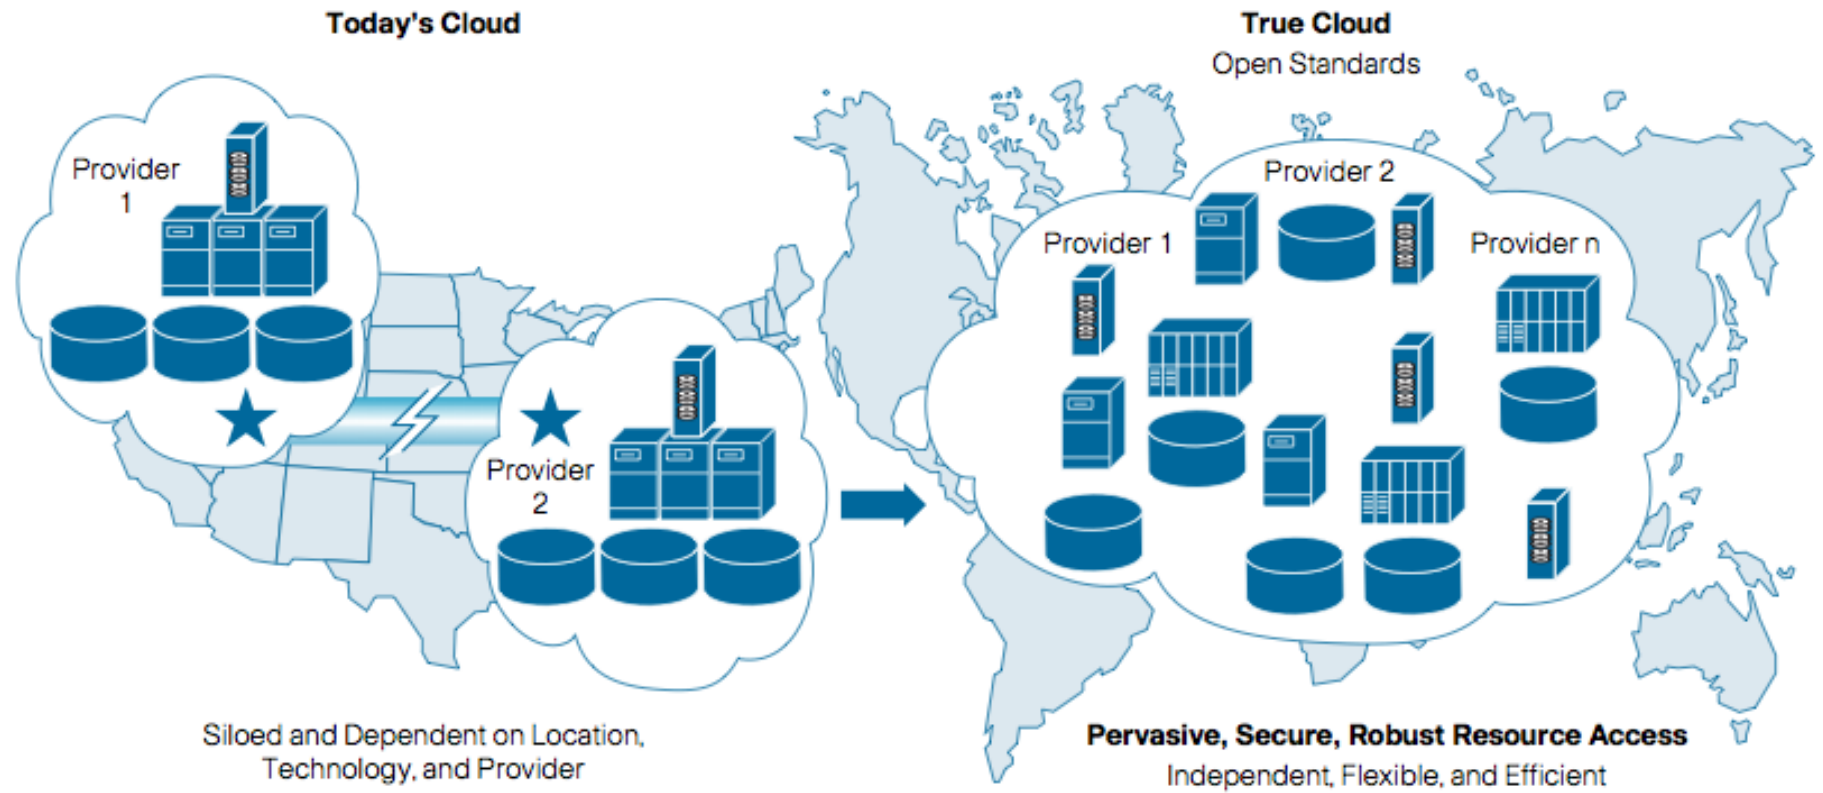 Today's Cloud
Provider
1
Provider
2
Siloed and Dependent on Location,
Technology, and Provider
True Cloud
Open Standards
Provider 2
Provider 1
Provider n
Pervasive, Secure, Robust Resource Access
Independent, Flexible, and Efficient